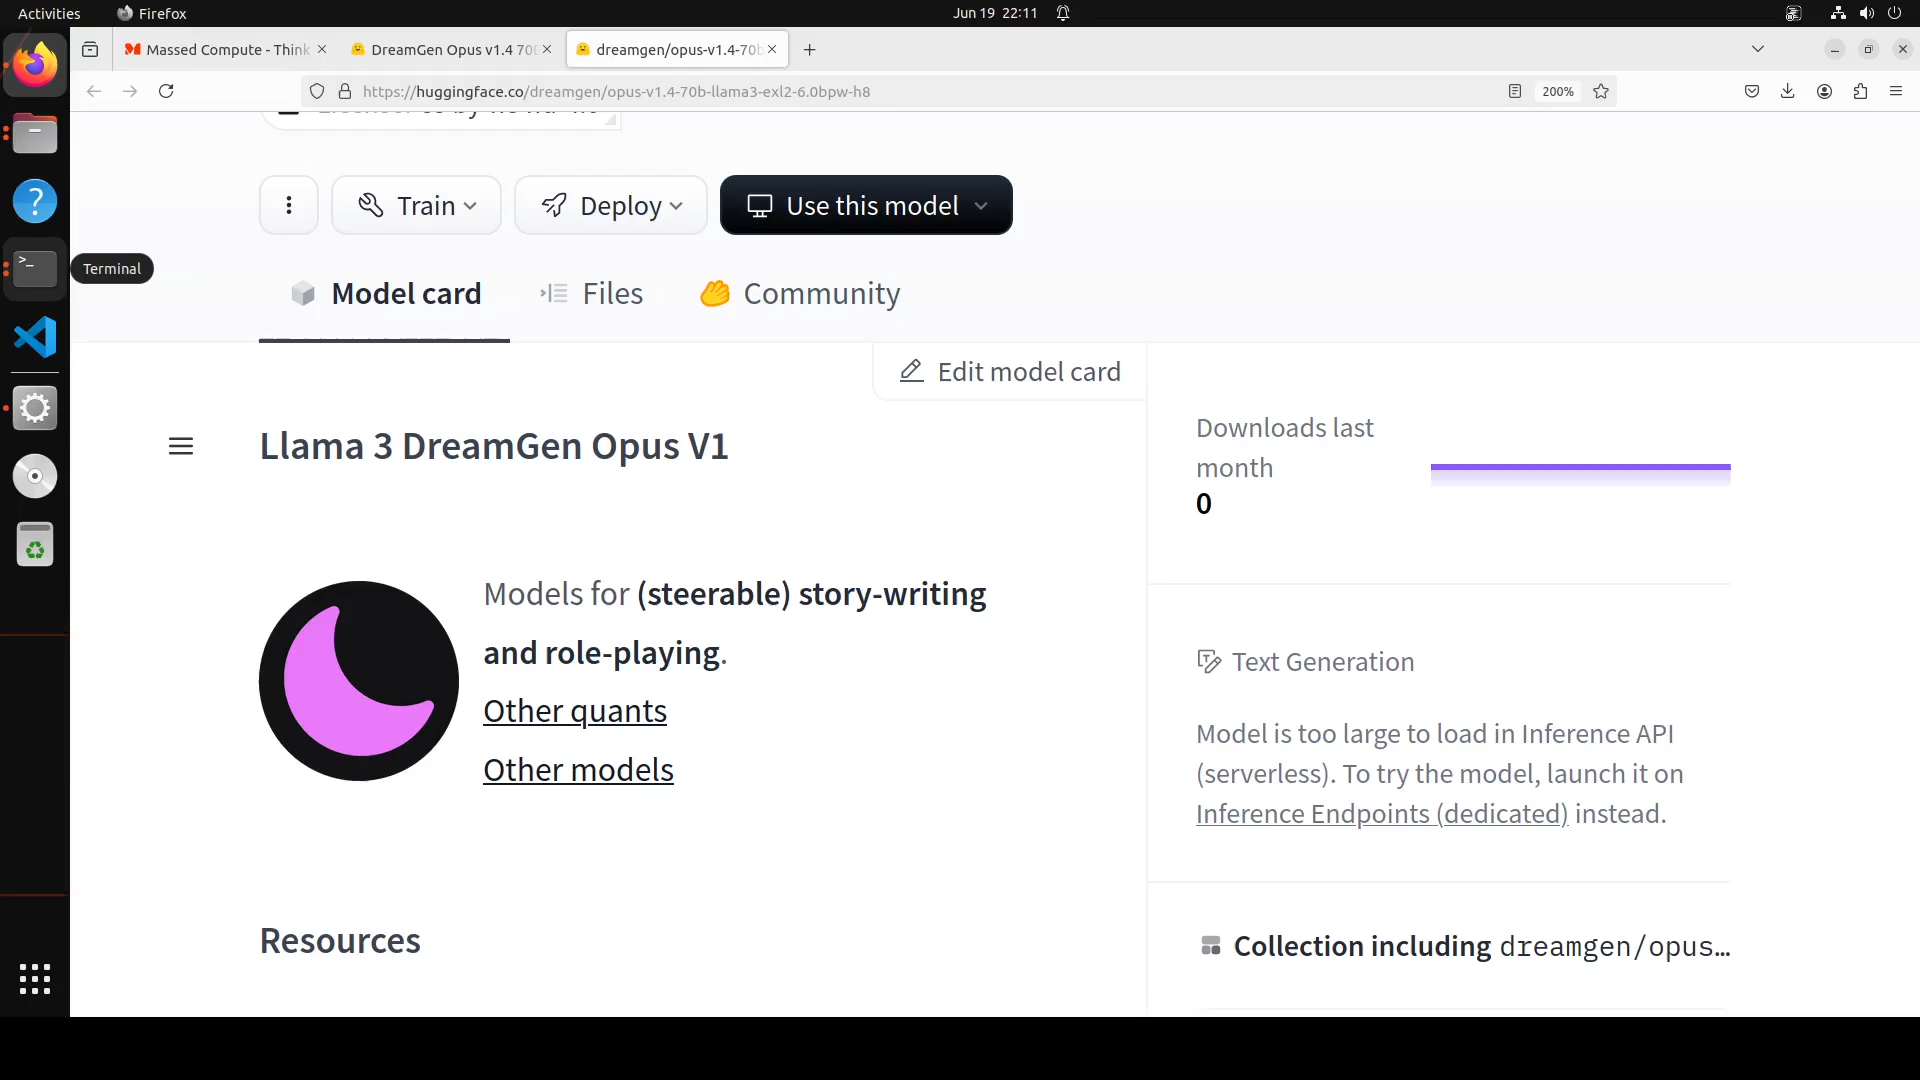 Activities
Firefox
Jun 19 22:11
Massed Compute - Think
DreamGen Opus v1.4 70B
dreamgen/opus-v1.4-70b
https://huggingface.co/dreamgen/opus-v1.4-70b-llama3-exl2-6.0bpw-h8
200%
Train
Deploy
Use this model
Terminal
Model card
Files
Community
Edit model card
Llama 3 DreamGen Opus V1
Models for (steerable) story-writing
and role-playing.
Other quants
Other models
Resources
Downloads last
month
0
Text Generation
Model is too large to load in Inference API
(serverless). To try the model, launch it on
Inference Endpoints (dedicated) instead.
Collection including dreamgen/opus…